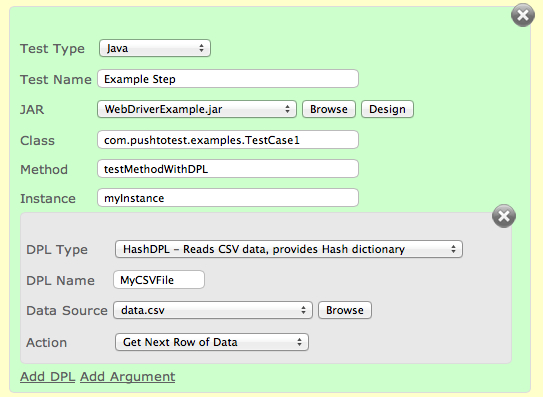 Test Type Java
Test Name Example Step
JAR WebDriverExample.jar Browse Design
Class com.pushtotest.examples.TestCase1
Method testMethodWithDPL
Instance myInstance
DPL Type HashDPL – Reads CSV data, provides Hash dictionary
DPL Name MyCSVFile
Data Source data.csv Browse
Action Get Next Row of Data
Add DPL Add Argument